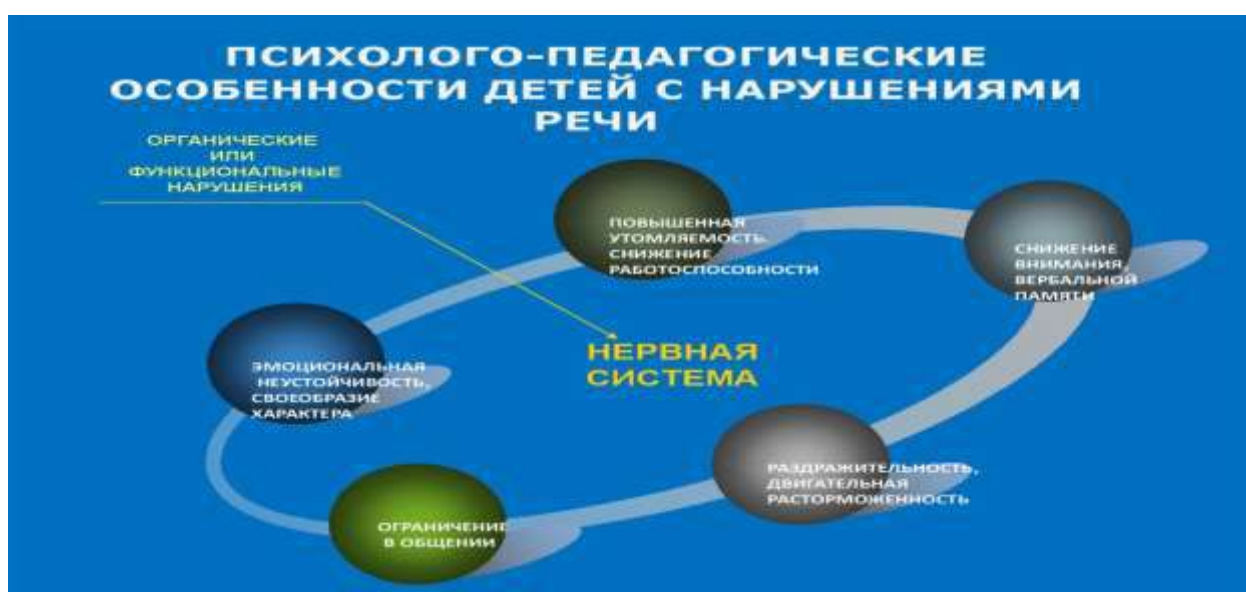 ПСИХОЛОГО-ПЕДАГОГИЧЕСКИЕ
ОСОБЕННОСТИ ДЕТЕЙ С НАРУШЕНИЯМИ
РЕЧИ
ОРГАНИЧЕСКИЕ
ИЛИ
ФУНКЦИОНАЛЬНЫЕ
НАРУШЕНИЯ
ПОВЫШЕННАЯ
УТОМЛЯЕМОСТЬ
СНИЖЕНИЕ
РАБОТОСПОСОБНОСТИ
СНИЖЕНИЕ
ВНИМАНИЯ,
ВЕРБАЛЬНОЙ
ПАМЯТИ
НЕРВНАЯ
СИСТЕМА
ЭМОЦИОНАЛЬНАЯ
НЕУСТОЙЧИВОСТЬ,
СВОЕОБРАЗИЕ
ХАРАКТЕРА
РАЗДРАЖИТЕЛЬНОСТЬ,
ДВИГАТЕЛЬНАЯ
РАСТОРМОЖЕННОСТЬ
ОГРАНИЧЕНИЕ
В ОБЩЕНИИ